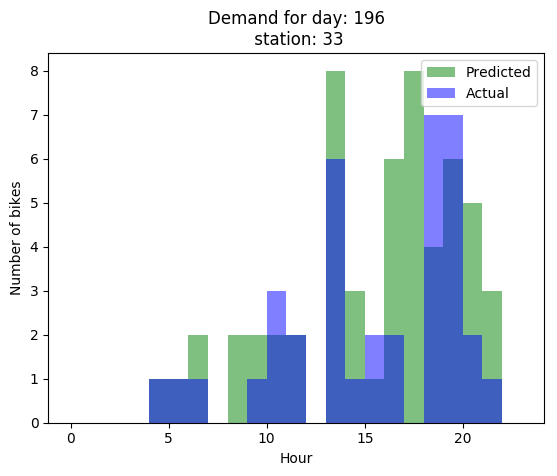 Demand for day: 196
station: 33
Predicted
Actual
Number of bikes
8
7
6
5
4
3
2
1
0
0 5 10 15 20
Hour